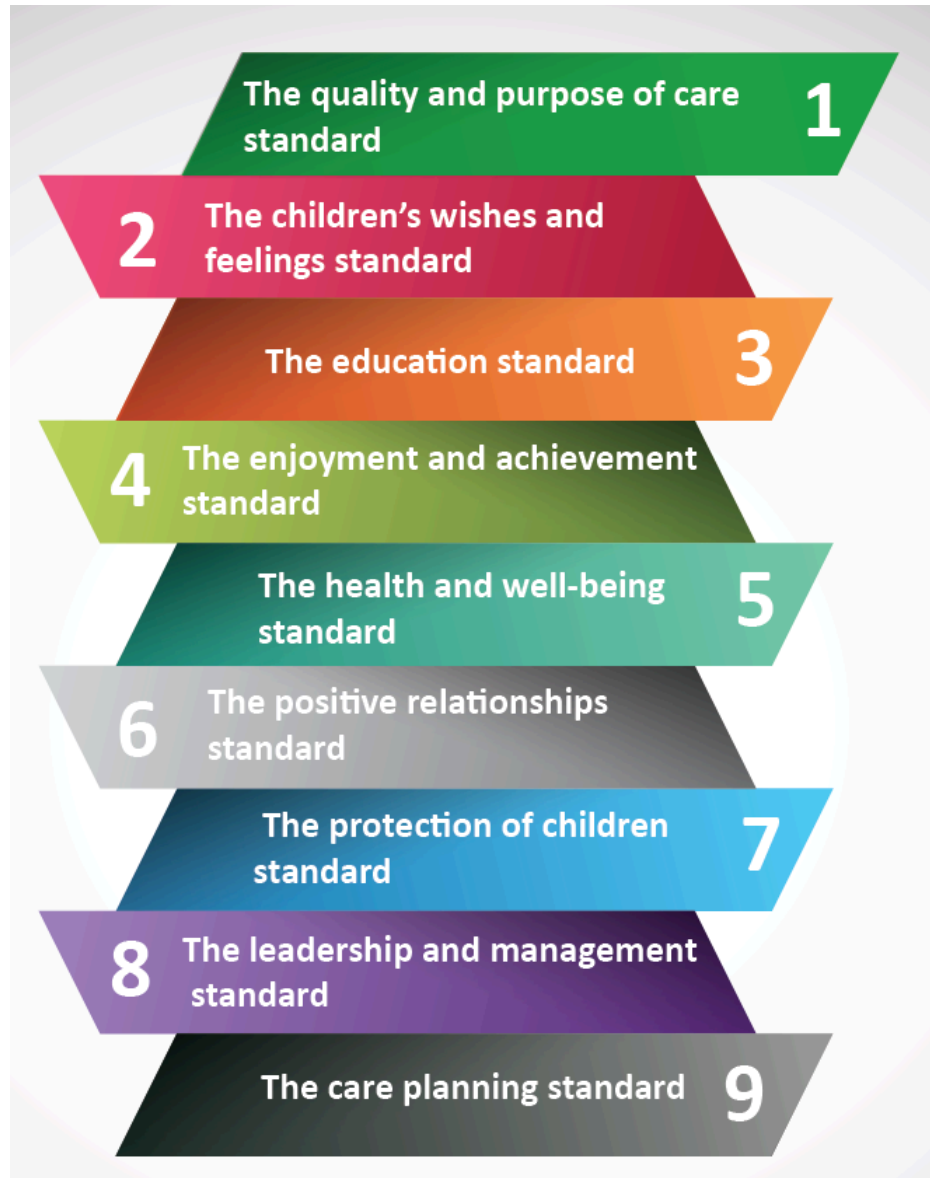 The quality and purpose of care
standard
1
2
The children’s wishes and
feelings standard
The education standard
3
4
The enjoyment and achievement
standard
The health and well-being
standard
5
6
The positive relationships
standard
The protection of children
standard
7
8
The leadership and management
standard
The care planning standard
9